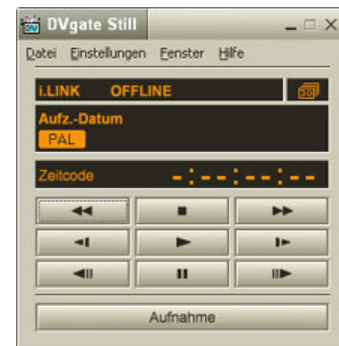 DVgate Still
Datei Einstellungen Fenster Hilfe
i.LINK OFFLINE
Aufz.-Datum
PAL
Zeitcode - : - - : - - : - -
Aufnahme